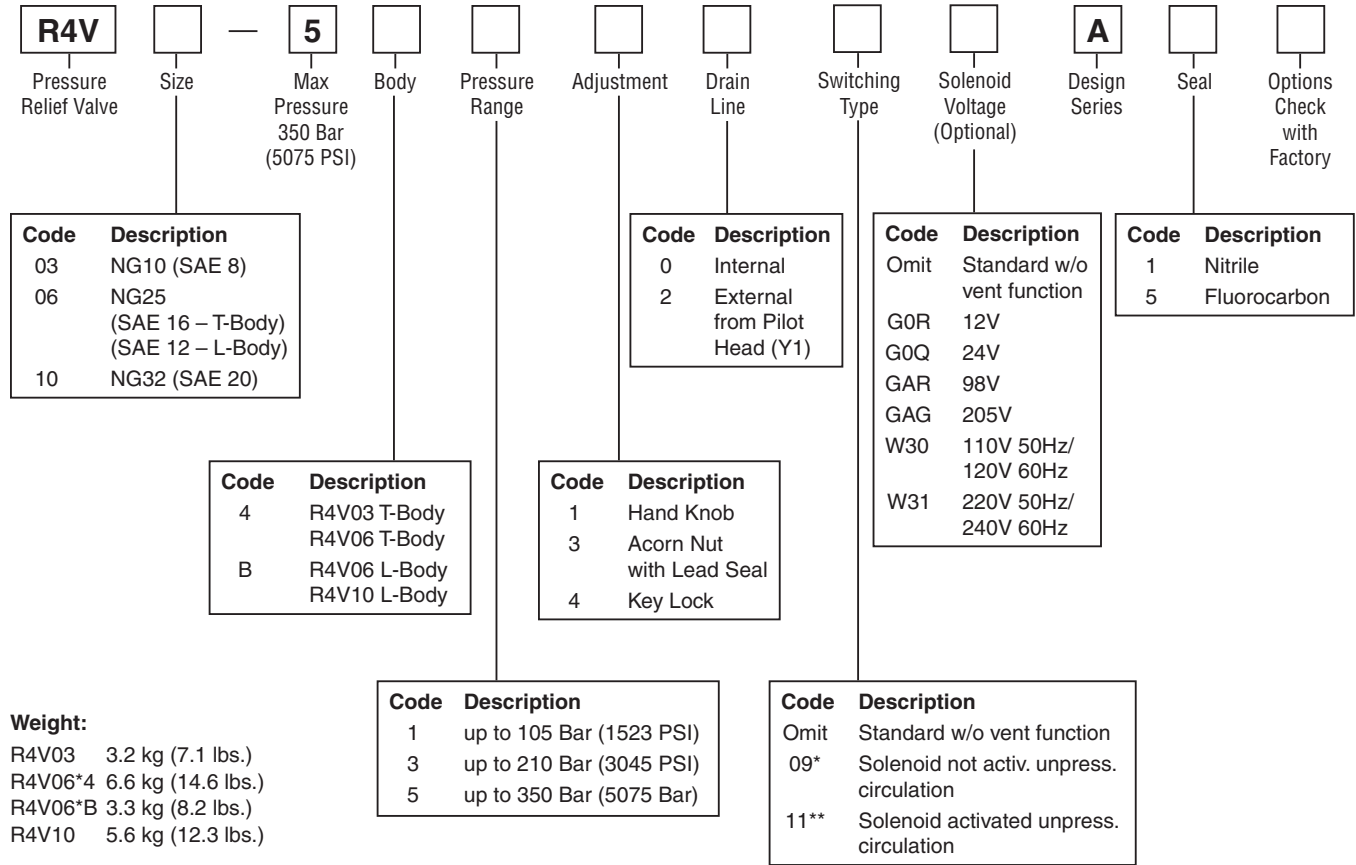 R4V — 5 A
Pressure Relief Valve
Size
Max Pressure 350 Bar (5075 PSI)
Body
Pressure Range
Adjustment
Drain Line
Switching Type
Solenoid Voltage (Optional)
Design Series
Seal
Options Check with Factory
Code Description
03 NG10 (SAE 8)
06 NG25
(SAE 16 – T-Body)
(SAE 12 – L-Body)
10 NG32 (SAE 20)
Code Description
0 Internal
2 External
from Pilot
Head (Y1)
Code Description
Omit Standard w/o
vent function
G0R 12V
G0Q 24V
GAR 98V
GAG 205V
W30 110V 50Hz/
120V 60Hz
W31 220V 50Hz/
240V 60Hz
Code Description
1 Nitrile
5 Fluorocarbon
Code Description
4 R4V03 T-Body
R4V06 T-Body
B R4V06 L-Body
R4V10 L-Body
Code Description
1 Hand Knob
3 Acorn Nut
with Lead Seal
4 Key Lock
Weight:
R4V03 3.2 kg (7.1 lbs.)
R4V06*4 6.6 kg (14.6 lbs.)
R4V06*B 3.3 kg (8.2 lbs.)
R4V10 5.6 kg (12.3 lbs.)
Code Description
1 up to 105 Bar (1523 PSI)
3 up to 210 Bar (3045 PSI)
5 up to 350 Bar (5075 Bar)
Code Description
Omit Standard w/o vent function
09* Solenoid not activ. unpress.
circulation
11** Solenoid activated unpress.
circulation